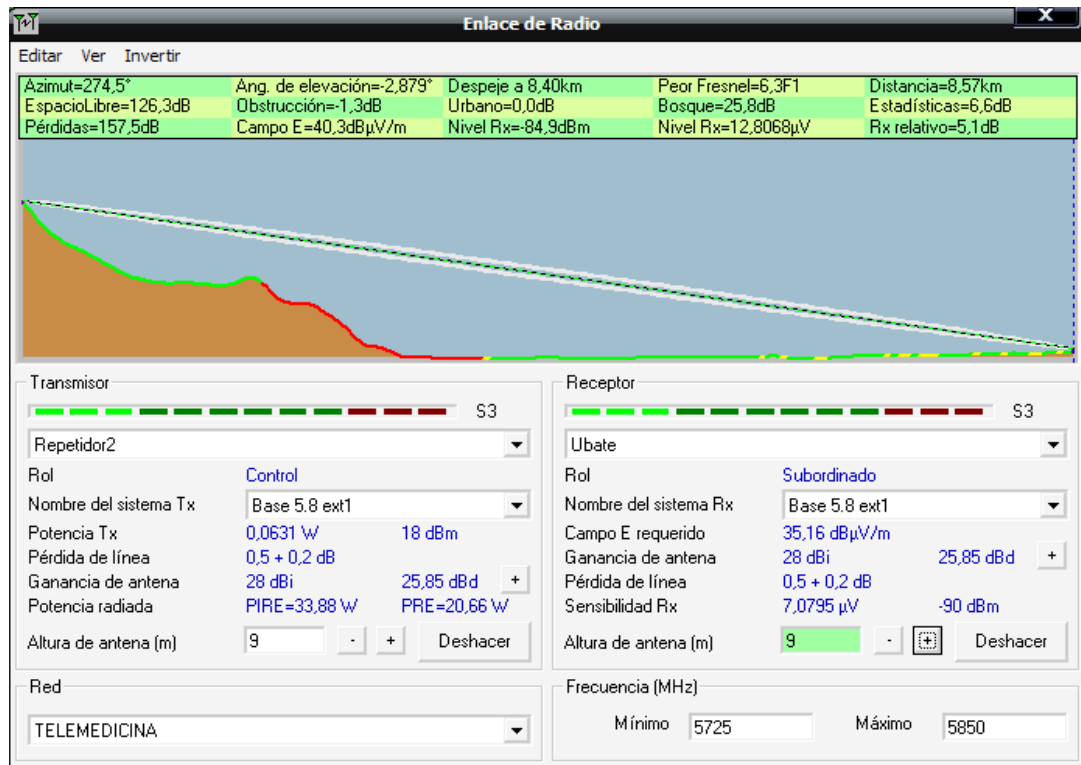 Enlace de Radio
X
Editar Ver Invertir
Azimut=274,5° Ang. de elevación=-2,879° Despeje a 8,40km Peor Fresnel=6,3F1 Distancia=8,57km
EspacioLibre=126,3dB Obstrucción=-1,3dB Urbano=0,0dB Bosque=25,8dB Estadísticas=6,6dB
Pérdidas=157,5dB Campo E=40,3dBµV/m Nivel Rx=-84,9dBm Nivel Rx=12,8068µV Rx relativo=5,1dB
Transmisor
S3
Repetidor2
Rol Control
Nombre del sistema Tx Base 5.8 ext1
Potencia Tx 0,0631 W 18 dBm
Pérdida de línea 0,5 + 0,2 dB
Ganancia de antena 28 dBi 25,85 dBd +
Potencia radiada PIRE=33,88 W PRE=20,66 W
Altura de antena (m) 9 - + Deshacer
Receptor
S3
Ubate
Rol Subordinado
Nombre del sistema Rx Base 5.8 ext1
Campo E requerido 35,16 dBµV/m
Ganancia de antena 28 dBi 25,85 dBd +
Pérdida de línea 0,5 + 0,2 dB
Sensibilidad Rx 7,0795 µV -90 dBm
Altura de antena (m) 9 - + Deshacer
Red
TELEMEDICINA
Frecuencia (MHz)
Mínimo 5725 Máximo 5850